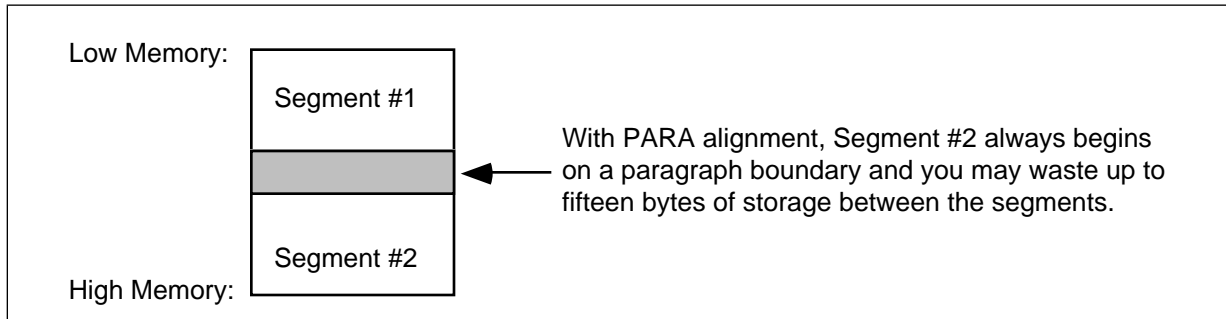 Low Memory:
Segment #1
With PARA alignment, Segment #2 always begins
on a paragraph boundary and you may waste up to
fifteen bytes of storage between the segments.
Segment #2
High Memory: